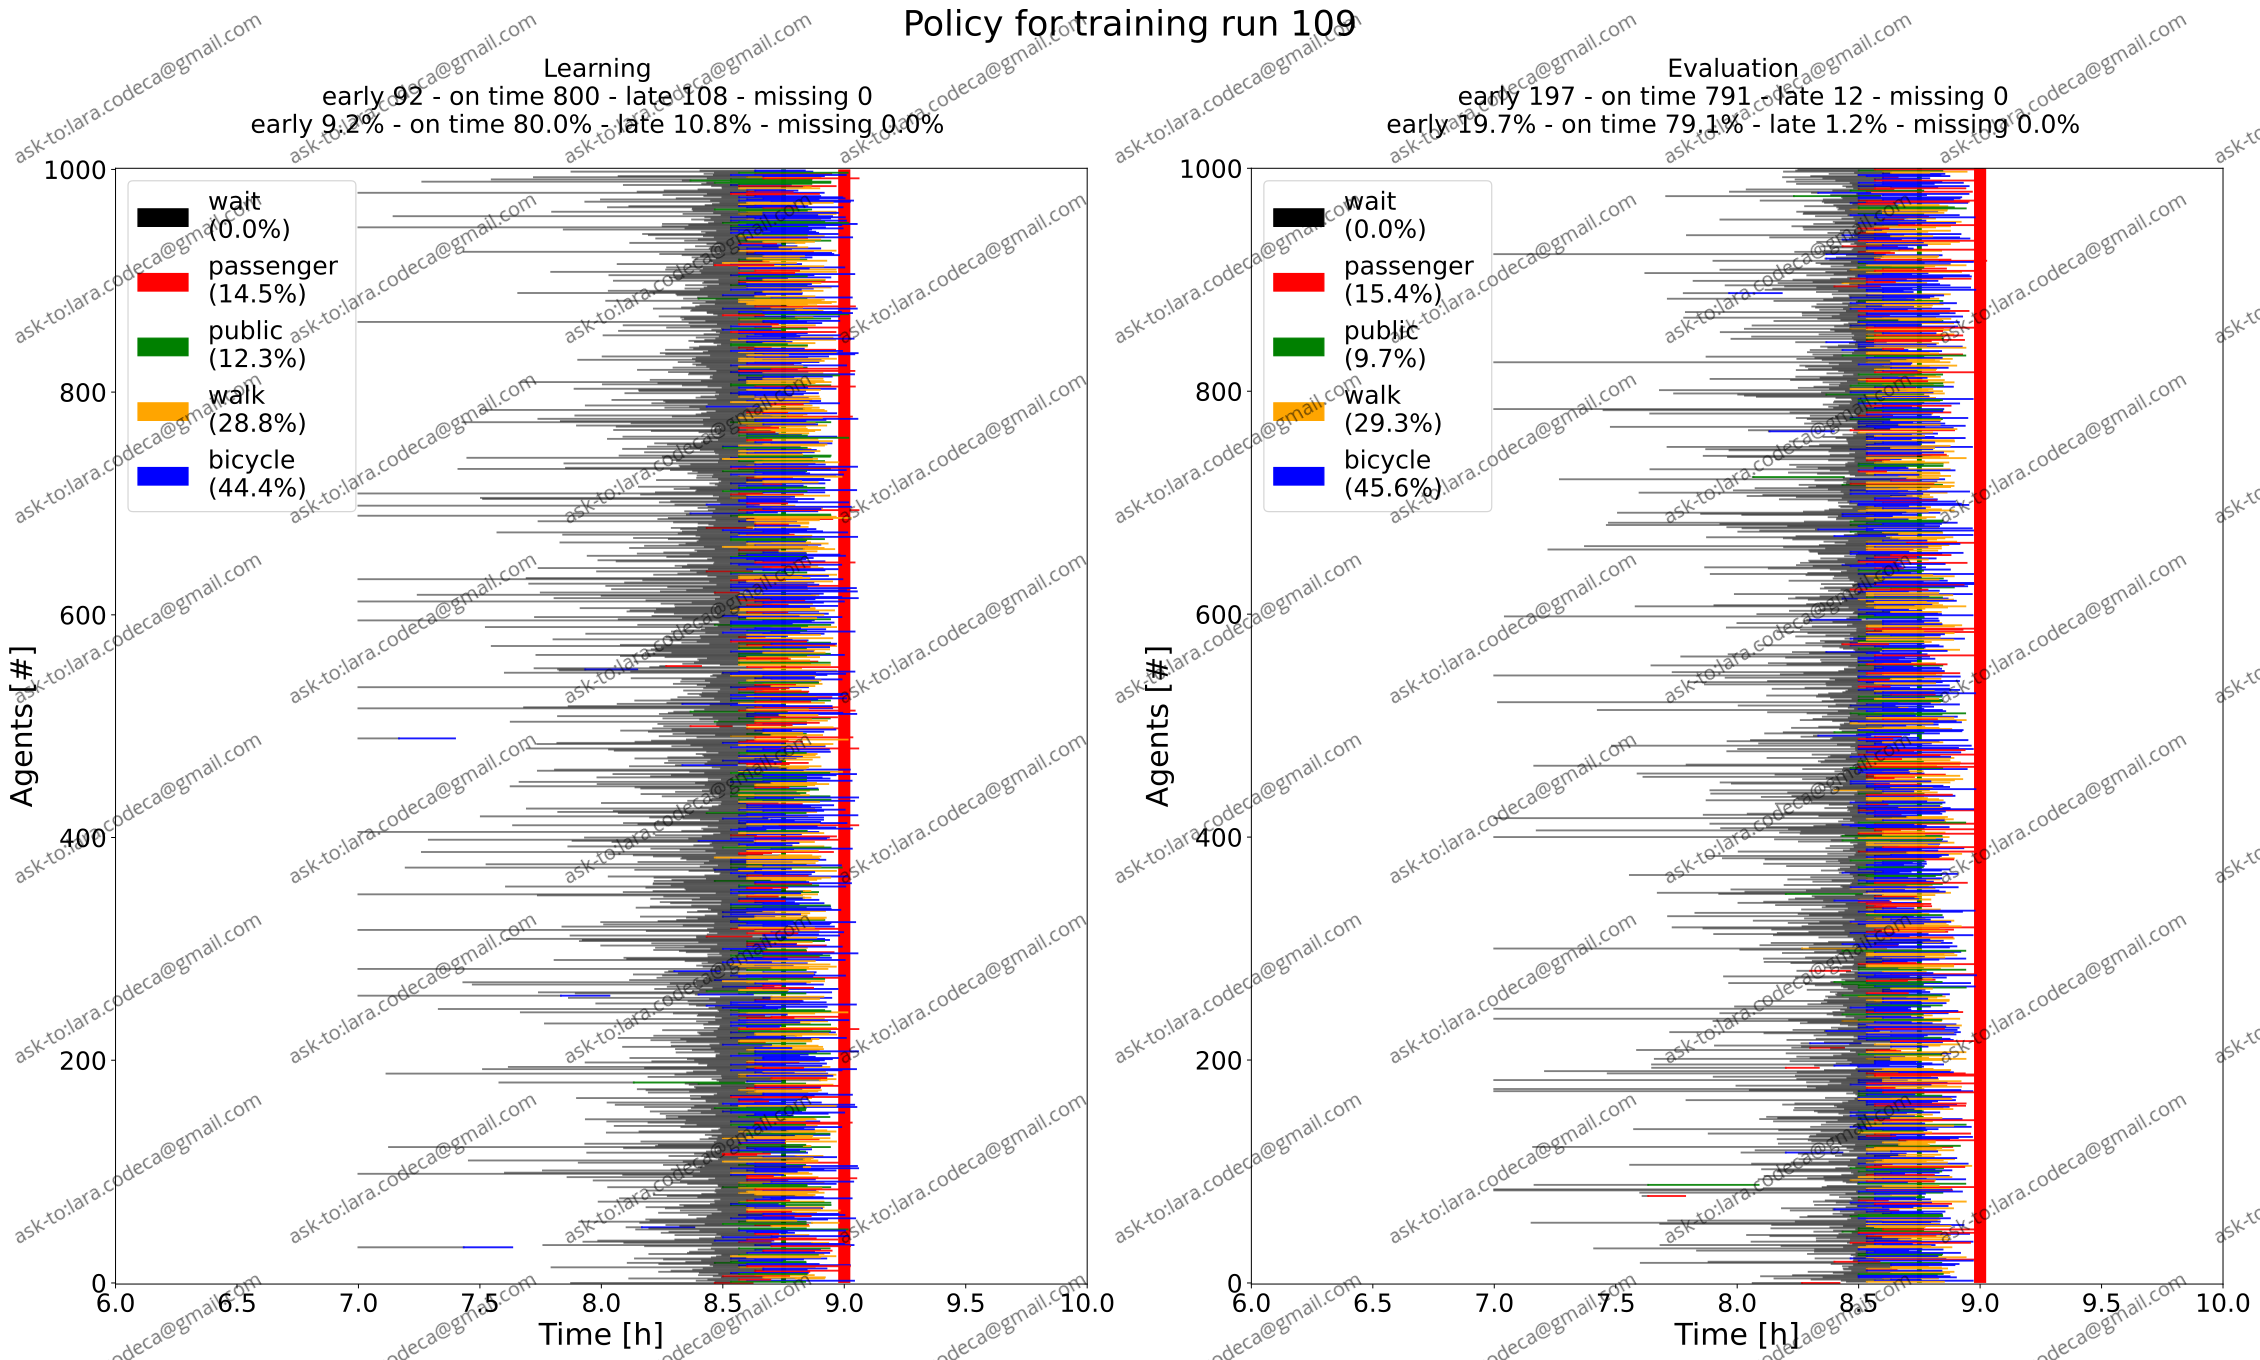 Policy for training run 109
Learning
early 92 - on time 800 - late 108 - missing 0
early 9.2% - on time 80.0% - late 10.8% - missing 0.0%
1000
800
600
400
200
0
Agents [#]
wait
(0.0%)
passenger
(14.5%)
public
(12.3%)
walk
(28.8%)
bicycle
(44.4%)
6.0 6.5 7.0 7.5 8.0 8.5 9.0 9.5 10.0
Time [h]
Evaluation
early 197 - on time 791 - late 12 - missing 0
early 19.7% - on time 79.1% - late 1.2% - missing 0.0%
1000
800
600
400
200
0
Agents [#]
wait
(0.0%)
passenger
(15.4%)
public
(9.7%)
walk
(29.3%)
bicycle
(45.6%)
6.0 6.5 7.0 7.5 8.0 8.5 9.0 9.5 10.0
Time [h]
ask-to:lara.codeca@gmail.com